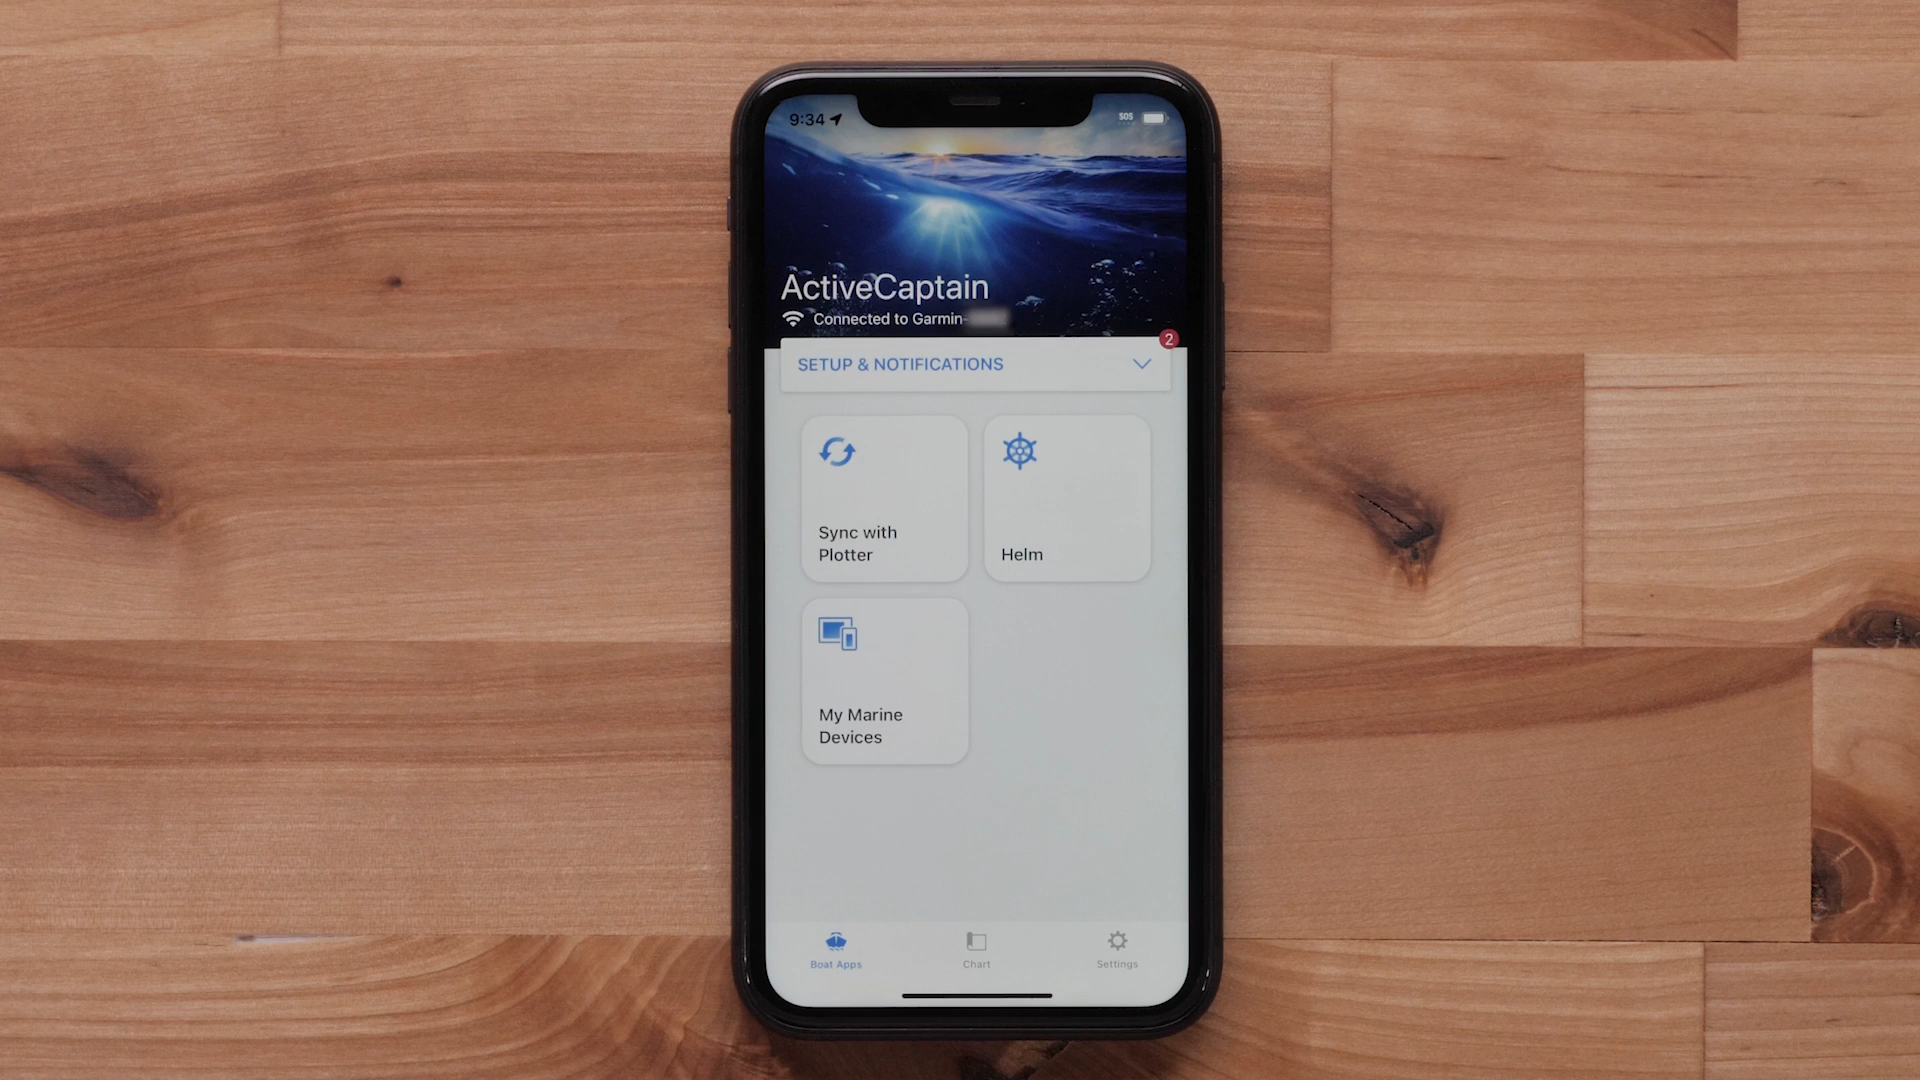 9:34
SOS
ActiveCaptain
Connected to Garmin-
2
SETUP & NOTIFICATIONS
Sync with
Plotter
Helm
My Marine
Devices
Boat Apps
Chart
Settings